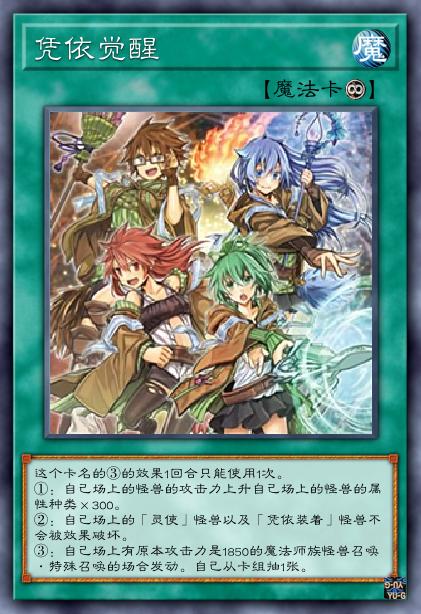 凭依觉醒
魔
【魔法卡∞】
这个卡名的③的效果1回合只能使用1次。
①：自己场上的怪兽的攻击力上升自己场上的怪兽的属
性种类×300。
②：自己场上的「灵使」怪兽以及「凭依装着」怪兽不
会被效果破坏。
③：自己场上有原本攻击力是1850的魔法师族怪兽召唤
·特殊召唤的场合发动。自己从卡组抽1张。
YU-G